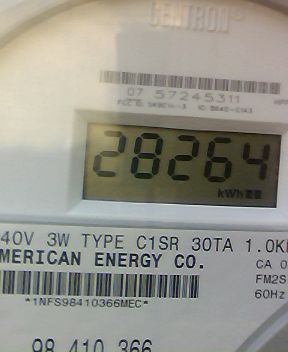 CENTRON®
07 57245311
28264
kWh
40V 3W TYPE C1SR 30TA 1.0K
MERICAN ENERGY CO.
CA 0
FM2S
60Hz
*1NFS98410366MEC*
98 410 366